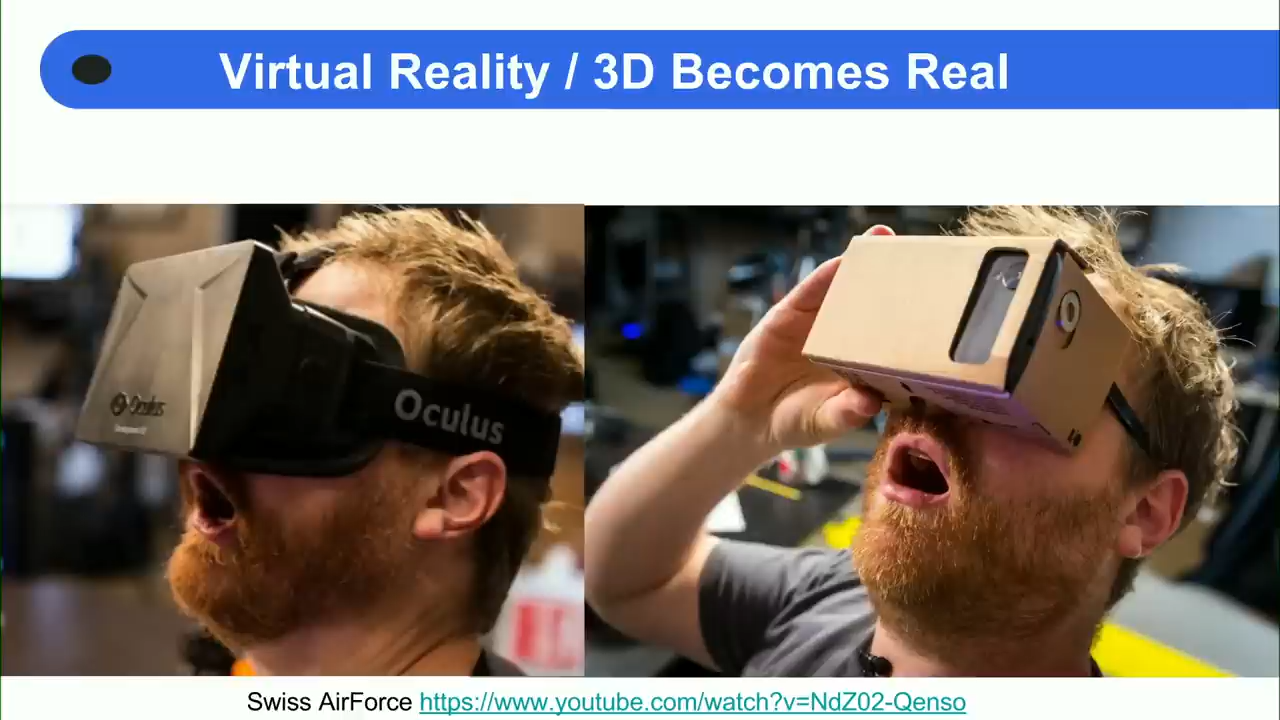 Virtual Reality / 3D Becomes Real
Oculus
Oculus
Swiss AirForce https://www.youtube.com/watch?v=NdZ02-Qenso